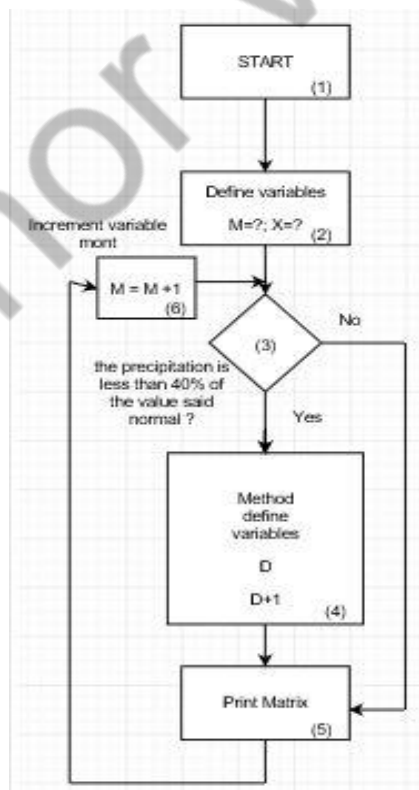 START
(1)
Define variables
M=?; X=?
(2)
Increment variable
mont
M = M +1
(6)
(3)
No
the precipitation is
less than 40% of
the value said
normal ?
Yes
Method
define
variables
D
D+1
(4)
Print Matrix
(5)